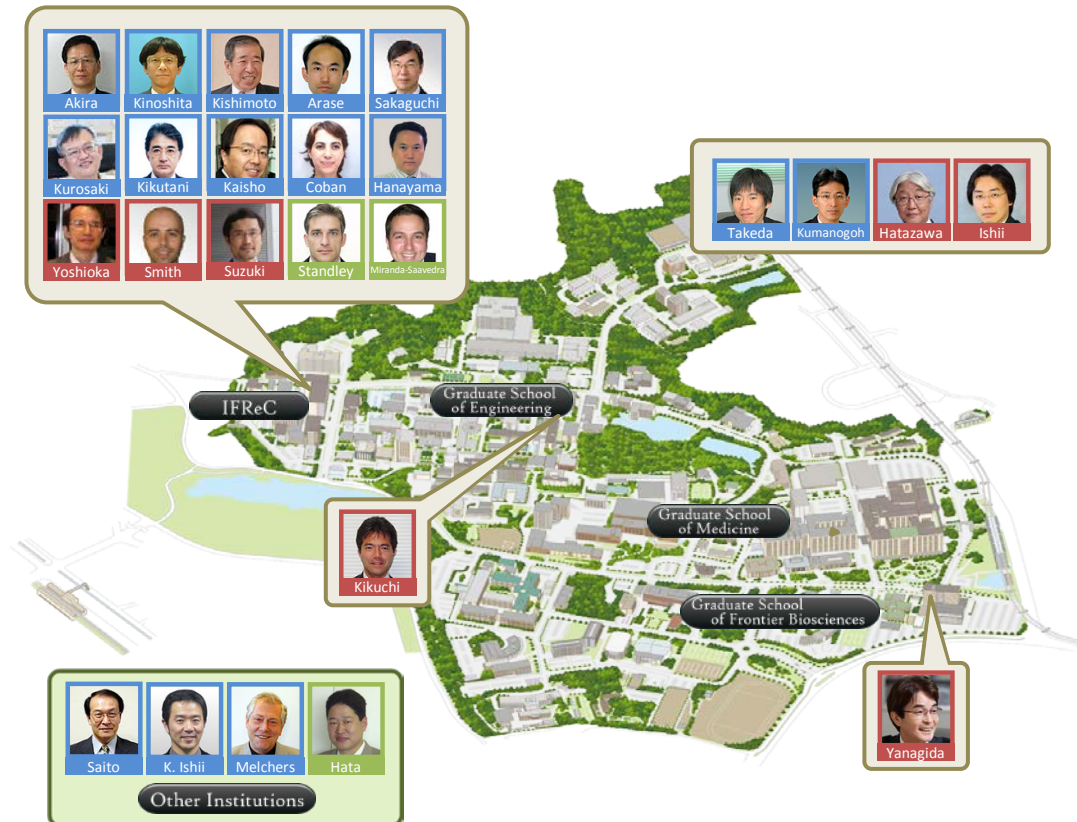 Akira Kinoshita Kishimoto Arase Sakaguchi
Kurosaki Kikutani Kaisho Coban Hanayama
Yoshioka Smith Suzuki Standley Miranda-Saavedra
Takeda Kumanogoh Hatazawa Ishii
IFReC
Graduate School
of Engineering
Graduate School
of Medicine
Kikuchi
Graduate School
of Frontier Biosciences
Yanagida
Saito K. Ishii Melchers Hata
Other Institutions